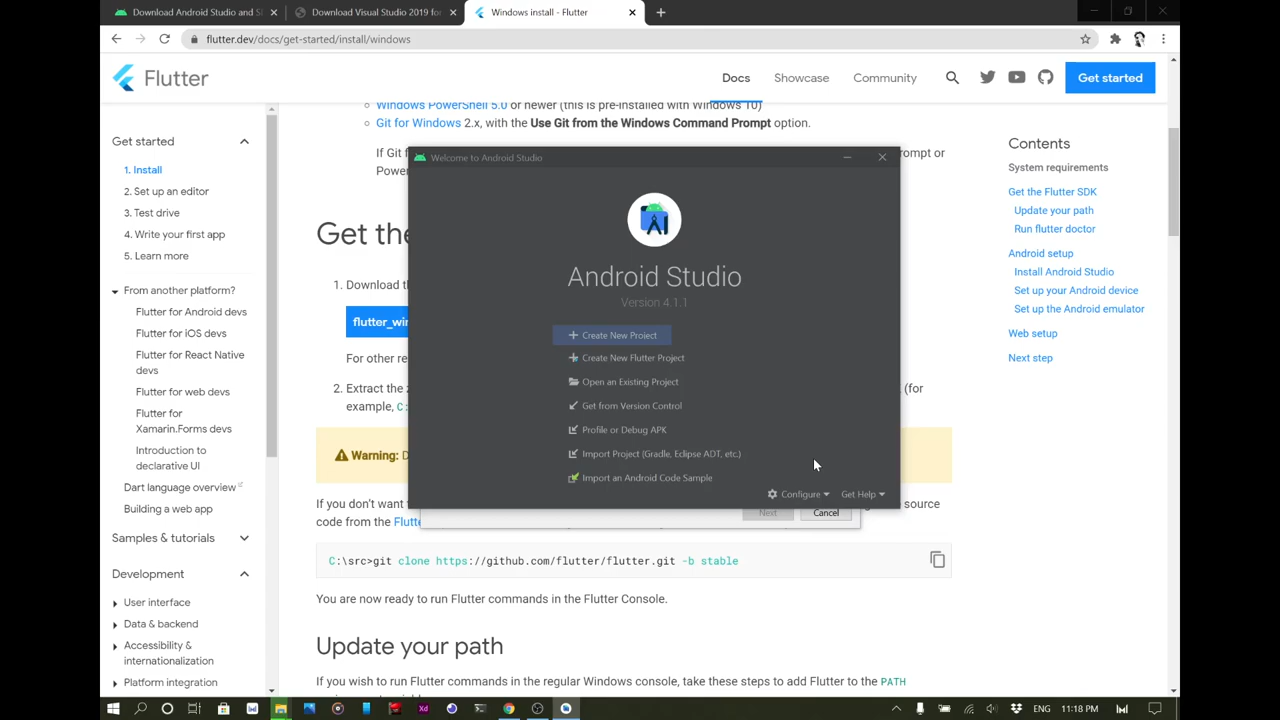 Download Android Studio and S
Download Visual Studio 2019 for
Windows install - Flutter
flutter.dev/docs/get-started/install/windows
Flutter
Docs
Showcase
Community
Get started
Get started
1. Install
2. Set up an editor
3. Test drive
4. Write your first app
5. Learn more
From another platform?
Flutter for Android devs
Flutter for iOS devs
Flutter for React Native
devs
Flutter for web devs
Flutter for
Xamarin.Forms devs
Introduction to
declarative UI
Dart language overview
Building a web app
Samples & tutorials
Development
User interface
Data & backend
Accessibility &
internationalization
Platform integration
Windows PowerShell 5.0 or newer (this is pre-installed with Windows 10)
Git for Windows 2.x, with the Use Git from the Windows Command Prompt option.
If Git f
ompt or
Power
Get the
1. Download th
flutter_win
For other re
2. Extract the z
(for
example, C:
Warning: D
If you don't want
source
code from the Flutt
C:\src>git clone https://github.com/flutter/flutter.git -b stable
You are now ready to run Flutter commands in the Flutter Console.
Update your path
If you wish to run Flutter commands in the regular Windows console, take these steps to add Flutter to the PATH
Welcome to Android Studio
Android Studio
Version 4.1.1
Create New Project
Create New Flutter Project
Open an Existing Project
Get from Version Control
Profile or Debug APK
Import Project (Gradle, Eclipse ADT, etc.)
Import an Android Code Sample
Configure
Get Help
Next
Cancel
Contents
System requirements
Get the Flutter SDK
Update your path
Run flutter doctor
Android setup
Install Android Studio
Set up your Android device
Set up the Android emulator
Web setup
Next step
Xd
ENG
11:18 PM